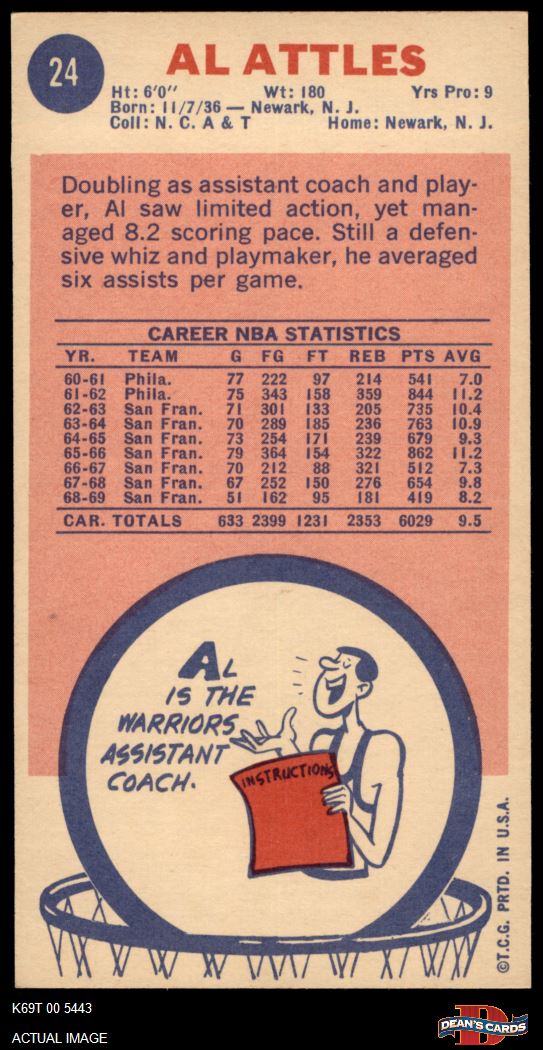 24
AL ATTLES
Ht: 6'0" Wt: 180 Yrs Pro: 9
Born: 11/7/36 — Newark, N. J.
Coll: N. C. A & T Home: Newark, N. J.
Doubling as assistant coach and play-
er, Al saw limited action, yet man-
aged 8.2 scoring pace. Still a defen-
sive whiz and playmaker, he averaged
six assists per game.
CAREER NBA STATISTICS
YR. TEAM G FG FT REB PTS AVG
60-61 Phila. 77 222 97 214 541 7.0
61-62 Phila. 75 343 158 359 844 11.2
62-63 San Fran. 71 301 133 205 735 10.4
63-64 San Fran. 70 289 185 236 763 10.9
64-65 San Fran. 73 254 171 239 679 9.3
65-66 San Fran. 79 364 154 322 862 11.2
66-67 San Fran. 70 212 88 321 512 7.3
67-68 San Fran. 67 252 150 276 654 9.8
68-69 San Fran. 51 162 95 181 419 8.2
CAR. TOTALS 633 2399 1231 2353 6029 9.5
AL
IS THE
WARRIORS
ASSISTANT
COACH.
INSTRUCTIONS
©T.C.G. PRTD. IN U.S.A.
K69T 00 5443
ACTUAL IMAGE
D
DEAN'S CARDS